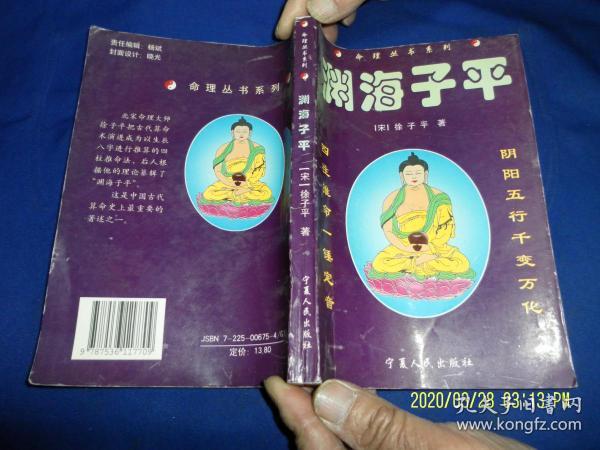 责任编辑：杨斌
封面设计：晓光
命理丛书系列
北宋命理大师
徐子平把古代算命
术演进成为以生辰
八字进行推算的四
柱推命法，后人根
据他的理论篆辑了
“渊海子平”。
这是中国古代
算命史上最重要的
著述之一。
9 787536 117709
JSBN 7-225-00675-4/G
定价：13.80
命理丛书系列
渊海子平
[宋]徐子平 著
宁夏人民出版社
命理丛书系列
渊海子平
[宋]徐子平 著
四柱推命一锤定音
阴阳五行千变万化
宁夏人民出版社
孔夫子旧书网
www.kongfz.com